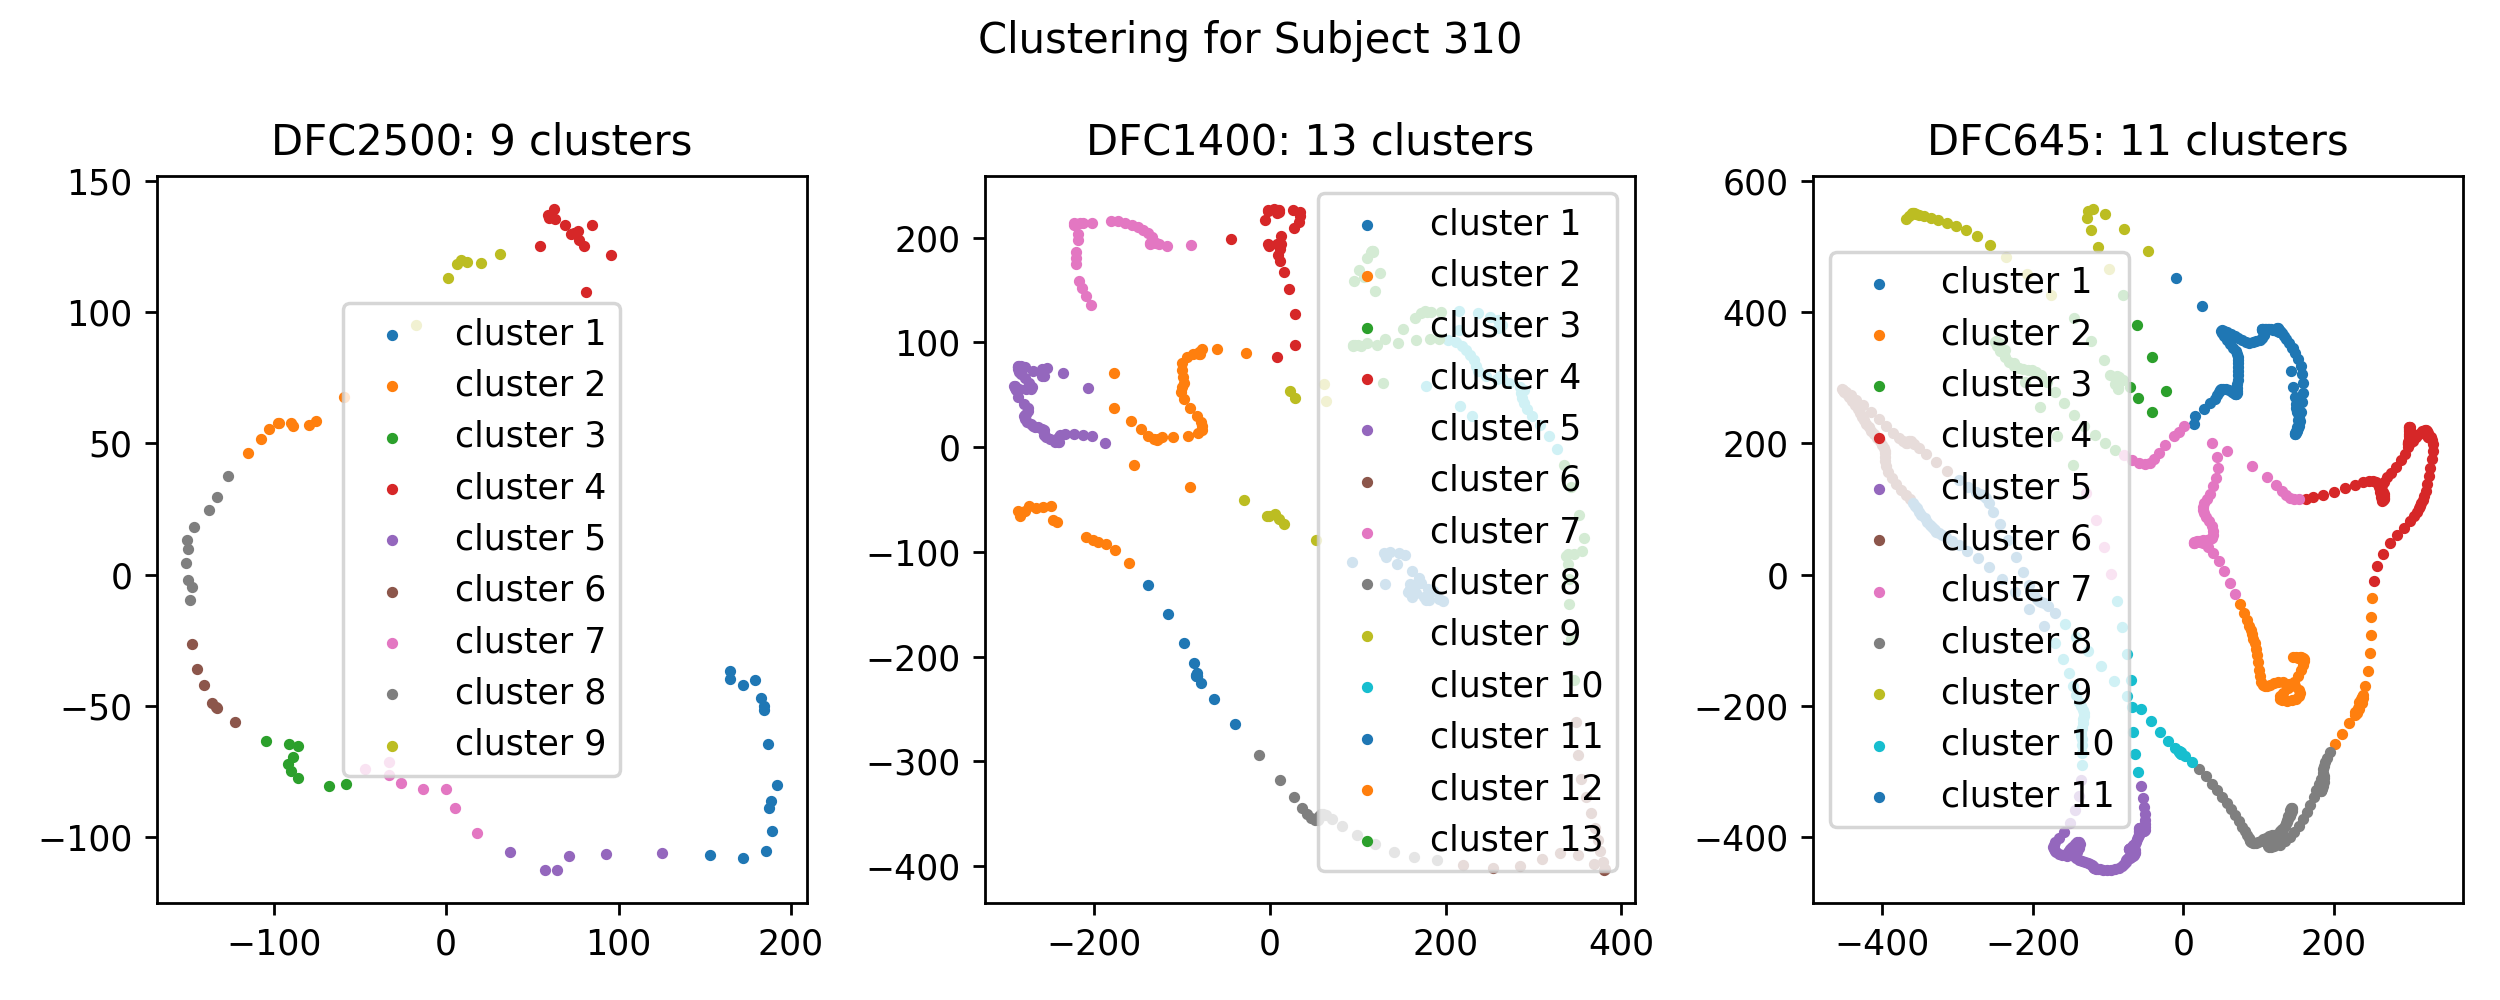 Clustering for Subject 310
DFC2500: 9 clusters
150
100
50
0
−50
−100
−100
0
100
200
cluster 1
cluster 2
cluster 3
cluster 4
cluster 5
cluster 6
cluster 7
cluster 8
cluster 9
DFC1400: 13 clusters
200
100
0
−100
−200
−300
−400
−200
0
200
400
cluster 1
cluster 2
cluster 3
cluster 4
cluster 5
cluster 6
cluster 7
cluster 8
cluster 9
cluster 10
cluster 11
cluster 12
cluster 13
DFC645: 11 clusters
600
400
200
0
−200
−400
−400
−200
0
200
cluster 1
cluster 2
cluster 3
cluster 4
cluster 5
cluster 6
cluster 7
cluster 8
cluster 9
cluster 10
cluster 11